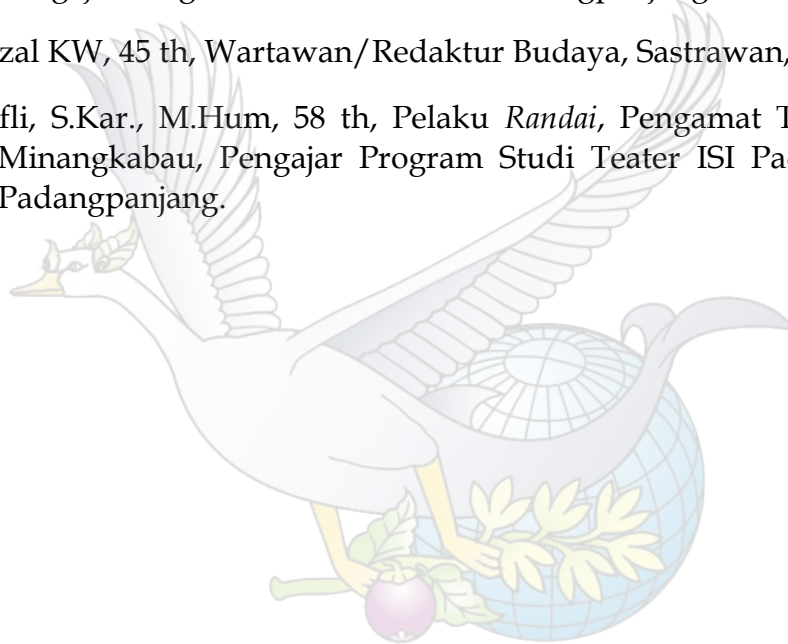 zal KW, 45 th, Wartawan/Redaktur Budaya, Sastrawan,
fli, S.Kar., M.Hum, 58 th, Pelaku Randai, Pengamat T
Minangkabau, Pengajar Program Studi Teater ISI Pa
Padangpanjang.